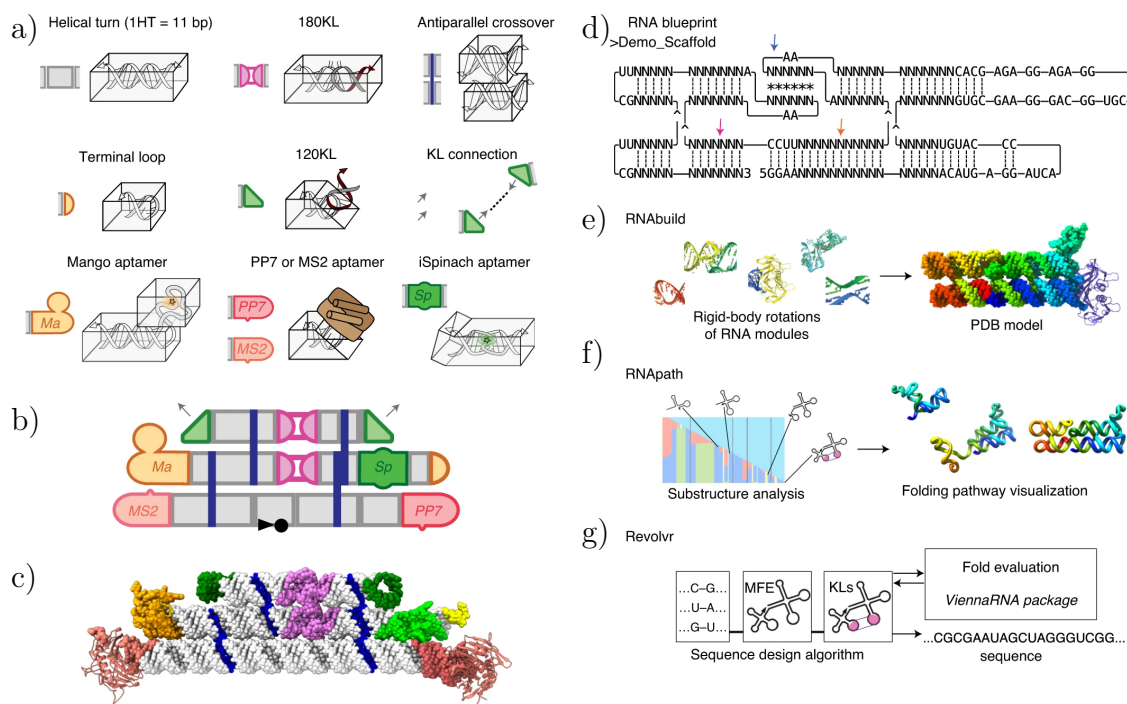 a)
Helical turn (1HT = 11 bp)
180KL
Antiparallel crossover
Terminal loop
120KL
KL connection
Mango aptamer
PP7 or MS2 aptamer
iSpinach aptamer
Ma
PP7
MS2
Sp
b)
Ma
Sp
MS2
PP7
c)
d)
RNA blueprint
>Demo_Scaffold
AA
UUNNNNN NNNNNNNA NNNNNN NNNNNN NNNNNNNCACG-AGA-GG-AGA-GG
******
CGNNNNN NNNNNNN NNNNNN ANNNNNN NNNNNNNGUGC-GAA-GG-GAC-GG-UGC
AA
^ ^
^ ^
UUNNNNN NNNNNNN CCUUNNNNNNNNNNN NNNNNUGUAC CC
CGNNNNN NNNNNNN3 5GGAANNNNNNNNNNN NNNNNACAUG-A-GG-AUCA
e)
RNAbuild
Rigid-body rotations
of RNA modules
PDB model
f)
RNApath
Substructure analysis
Folding pathway visualization
g)
Revolvr
...C–G...
...U–A...
...G–U...
MFE
KLs
Fold evaluation
ViennaRNA package
Sequence design algorithm
...CGCGAAUAGCUAGGGUCGG...
sequence